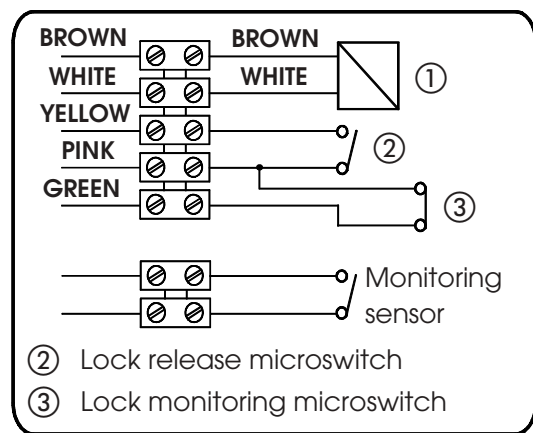 BROWN BROWN
WHITE WHITE ①
YELLOW
PINK ②
GREEN ③
Monitoring
sensor
② Lock release microswitch
③ Lock monitoring microswitch